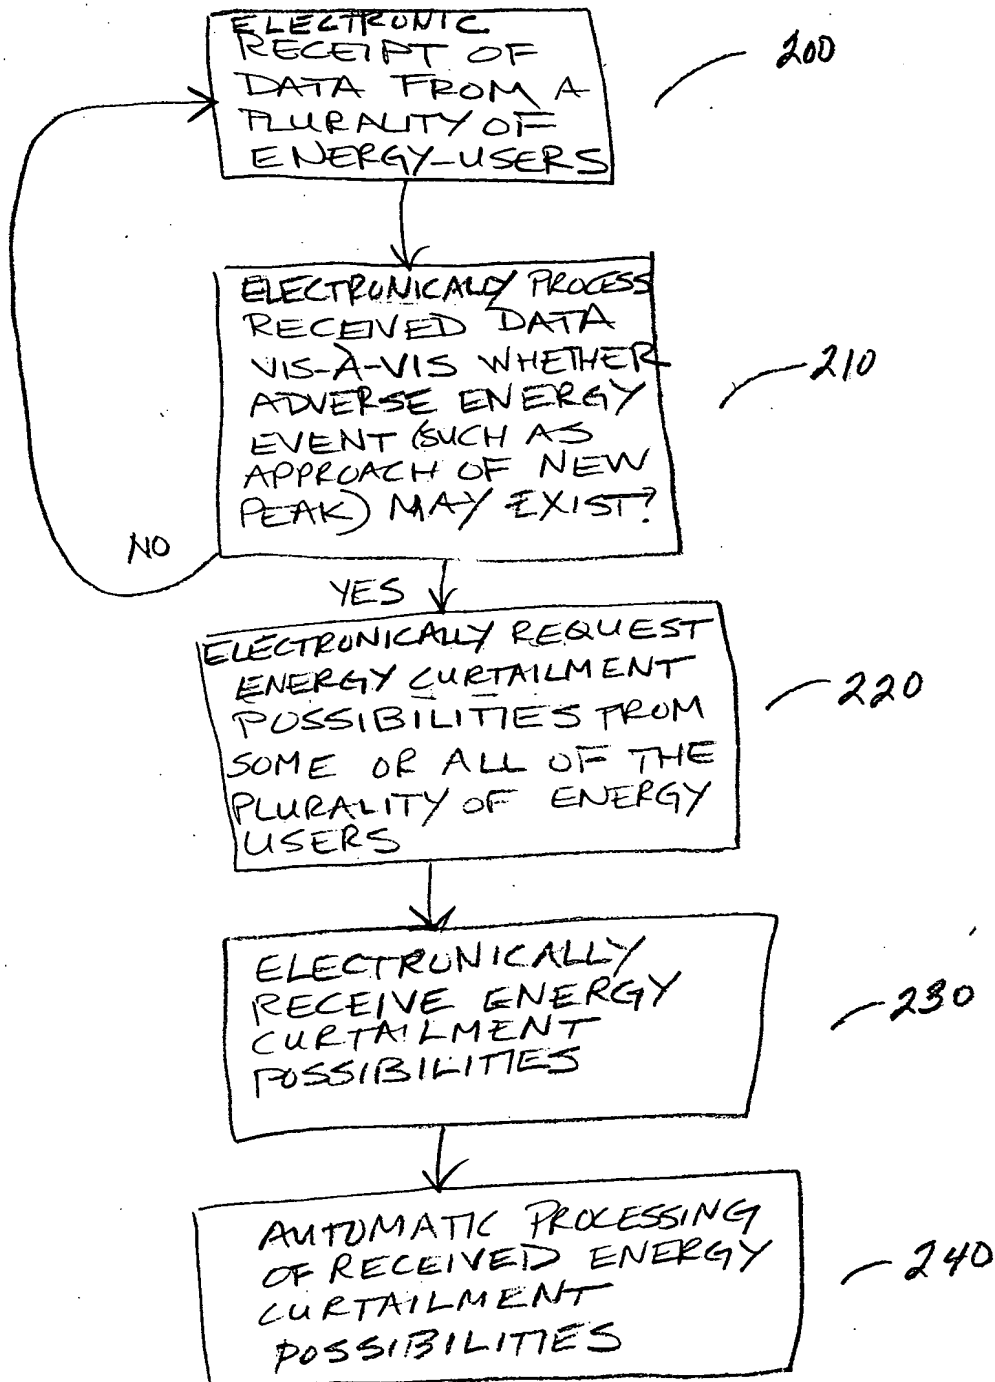 ELECTRONIC
RECEIPT OF
DATA FROM A
PLURALITY OF
ENERGY-USERS
200
ELECTRONICALLY PROCESS
RECEIVED DATA
VIS-À-VIS WHETHER
ADVERSE ENERGY
EVENT (SUCH AS
APPROACH OF NEW
PEAK) MAY EXIST?
210
NO
YES
ELECTRONICALLY REQUEST
ENERGY CURTAILMENT
POSSIBILITIES FROM
SOME OR ALL OF THE
PLURALITY OF ENERGY
USERS
220
ELECTRONICALLY
RECEIVE ENERGY
CURTAILMENT
POSSIBILITIES
230
AUTOMATIC PROCESSING
OF RECEIVED ENERGY
CURTAILMENT
POSSIBILITIES
240